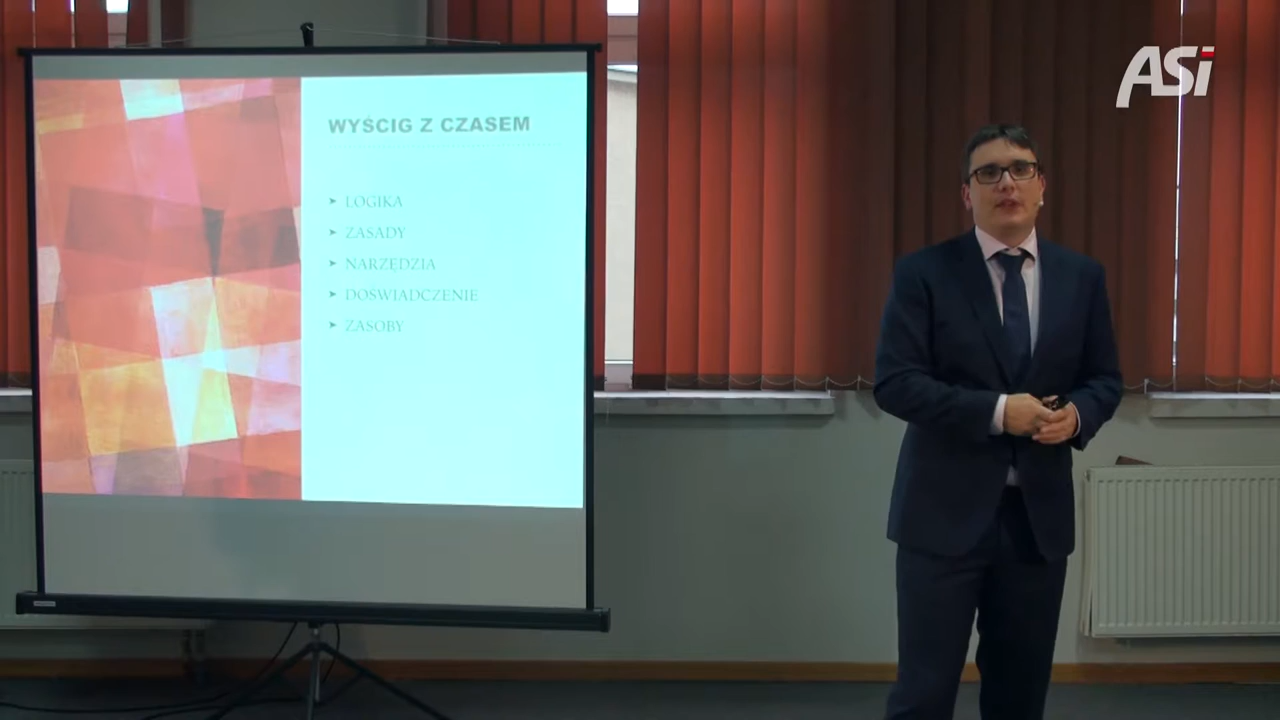 WYŚCIG Z CZASEM
LOGIKA
ZASADY
NARZĘDZIA
DOŚWIADCZENIE
ZASOBY
ASi